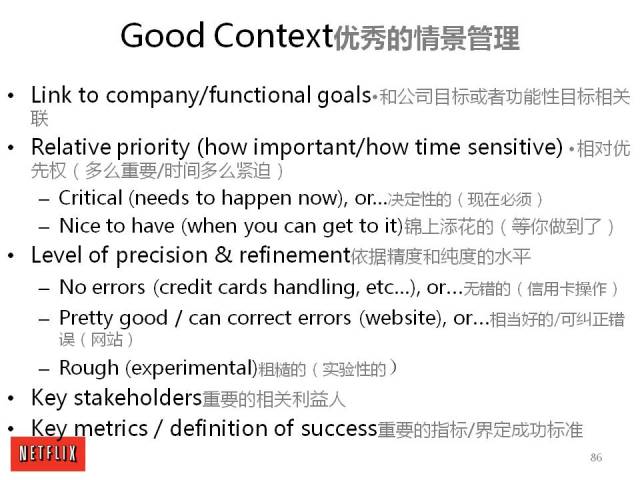 Good Context优秀的情景管理
• Link to company/functional goals•和公司目标或者功能性目标相关
联
• Relative priority (how important/how time sensitive) •相对优
先权（多么重要/时间多么紧迫）
– Critical (needs to happen now), or...决定性的（现在必须）
– Nice to have (when you can get to it)锦上添花的（等你做到了）
• Level of precision & refinement依据精度和纯度的水平
– No errors (credit cards handling, etc...), or...无错的（信用卡操作）
– Pretty good / can correct errors (website), or...相当好的/可纠正错
误（网站）
– Rough (experimental)粗糙的（实验性的）
• Key stakeholders重要的相关利益人
• Key metrics / definition of success重要的指标/界定成功标准
NETFLIX
86